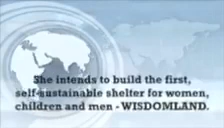 She intends to build the first,
self-sustainable shelter for women,
children and men - WISDOMLAND.